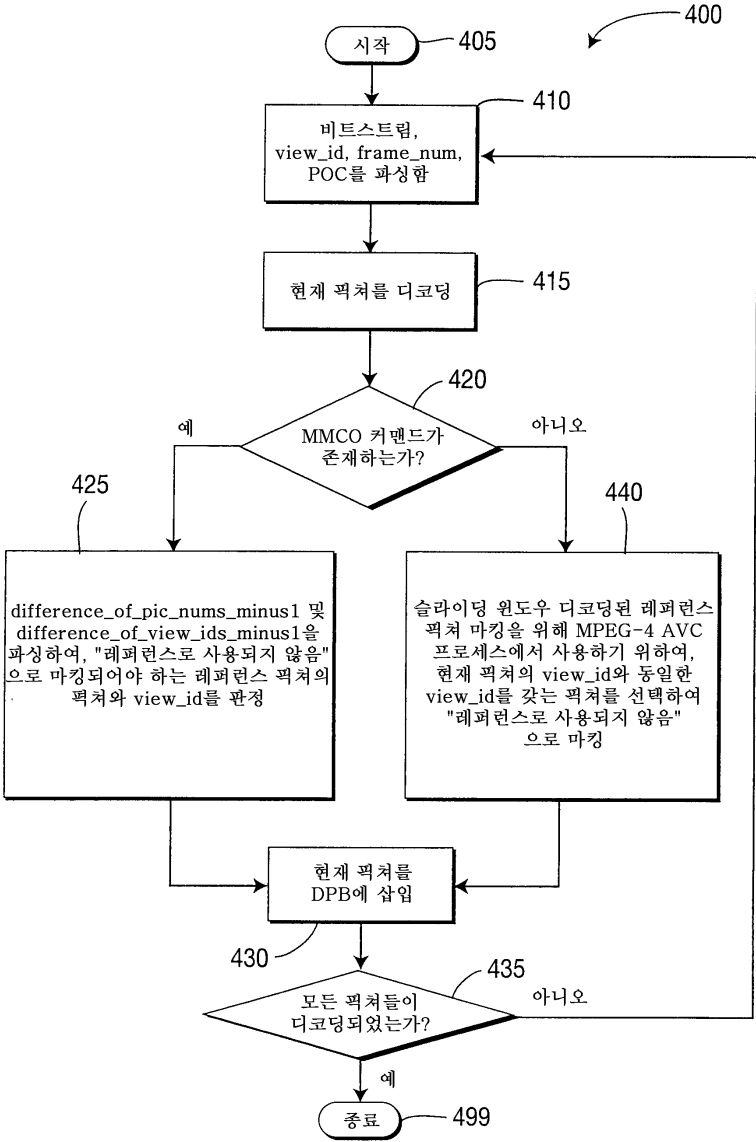 400
시작
405
410
비트스트림,
view_id, frame_num,
POC를 파싱함
현재 픽쳐를 디코딩
415
420
MMCO 커맨드가
존재하는가?
예
아니오
425
difference_of_pic_nums_minus1 및
difference_of_view_ids_minus1을
파싱하여, "레퍼런스로 사용되지 않음"
으로 마킹되어야 하는 레퍼런스 픽쳐의
픽쳐와 view_id를 판정
440
슬라이딩 윈도우 디코딩된 레퍼런스
픽쳐 마킹을 위해 MPEG-4 AVC
프로세스에서 사용하기 위하여,
현재 픽쳐의 view_id와 동일한
view_id를 갖는 픽쳐를 선택하여
"레퍼런스로 사용되지 않음"
으로 마킹
현재 픽쳐를
DPB에 삽입
430
435
모든 픽쳐들이
디코딩되었는가?
아니오
예
종료
499